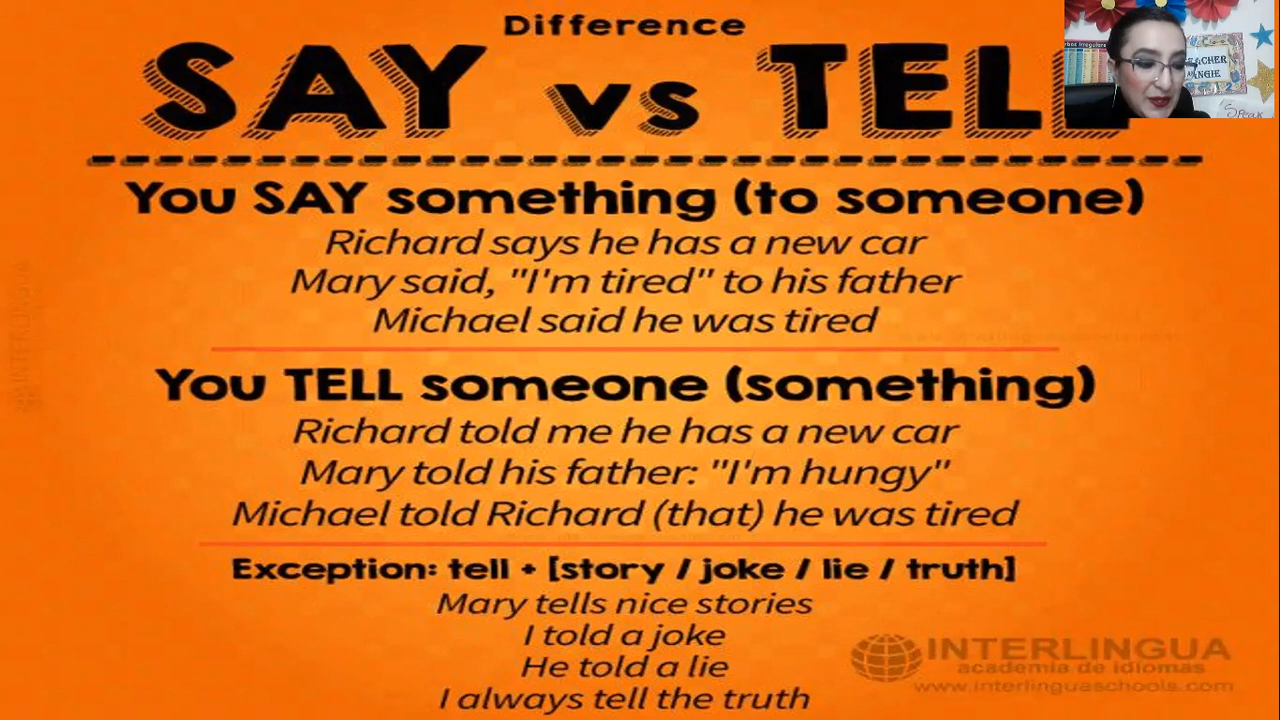 Difference
SAY vs TELL
You SAY something (to someone)
Richard says he has a new car
Mary said, "I'm tired" to his father
Michael said he was tired
You TELL someone (something)
Richard told me he has a new car
Mary told his father: "I'm hungy"
Michael told Richard (that) he was tired
Exception: tell + [story / joke / lie / truth]
Mary tells nice stories
I told a joke
He told a lie
I always tell the truth
INTERLINGUA
academia de idiomas
www.interlinguaschools.com
ANGIE
Speak